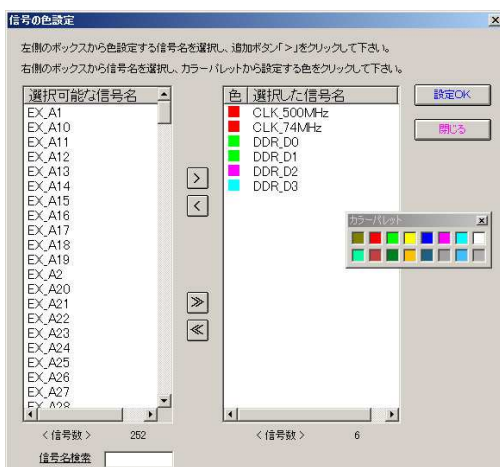 信号の色設定
左側のボックスから色設定する信号名を選択し、追加ボタン「>」をクリックして下さい。
右側のボックスから信号名を選択し、カラーパレットから設定する色をクリックして下さい。
選択可能な信号名
EX_A1
EX_A10
EX_A11
EX_A12
EX_A13
EX_A14
EX_A15
EX_A16
EX_A17
EX_A18
EX_A19
EX_A2
EX_A20
EX_A21
EX_A22
EX_A23
EX_A24
EX_A25
EX_A26
EX_A27
EX_A28
<信号数> 252
信号名検索
>
<
≫
≪
色 選択した信号名
CLK_500MHz
CLK_74MHz
DDR_D0
DDR_D1
DDR_D2
DDR_D3
<信号数> 6
設定OK
閉じる
カラーパレット